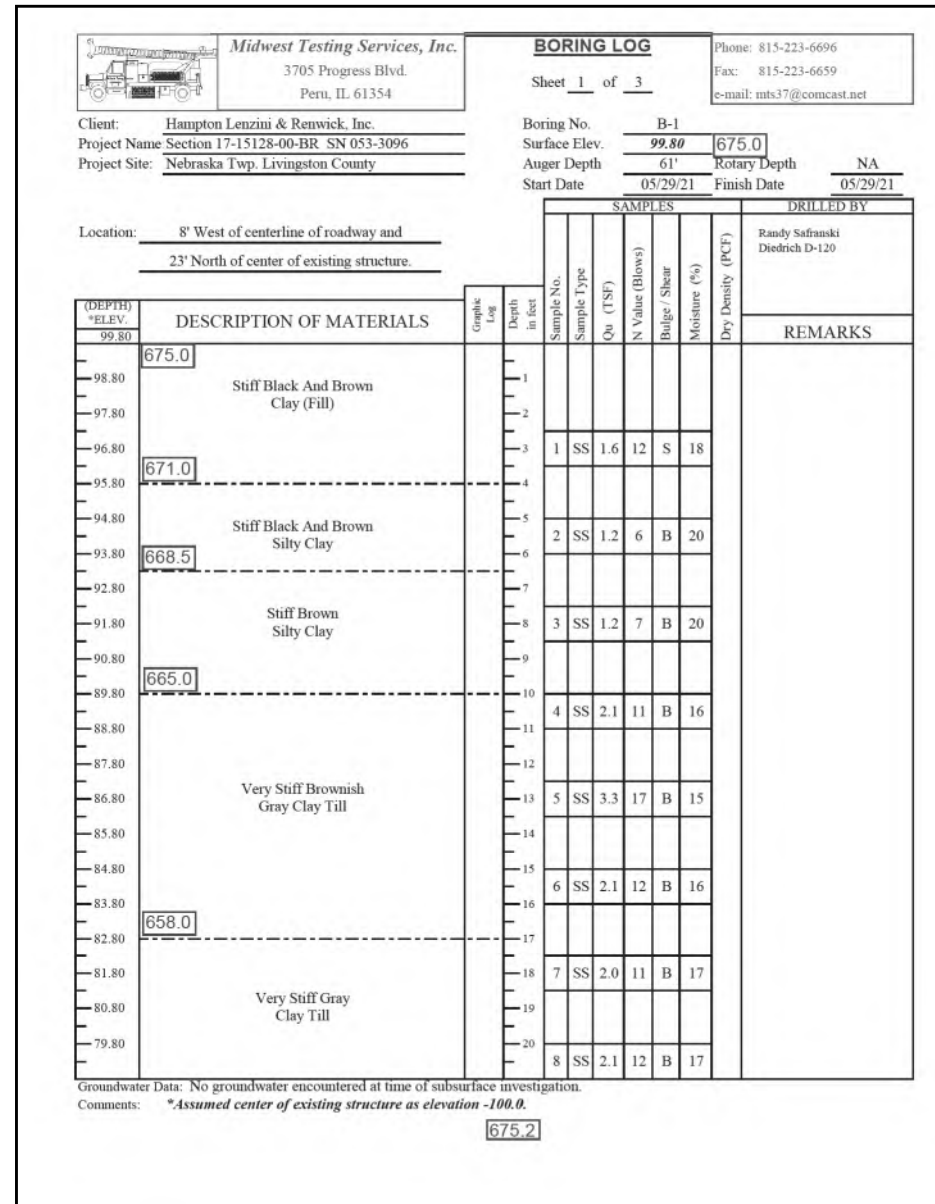 Midwest Testing Services, Inc.
3705 Progress Blvd.
Peru, IL 61354
BORING LOG
Sheet 1 of 3
Phone: 815-223-6696
Fax: 815-223-6659
e-mail: mts37@comcast.net
Client: Hampton Lenzini & Renwick, Inc.
Project Name Section 17-15128-00-BR SN 053-3096
Project Site: Nebraska Twp. Livingston County
Boring No. B-1
Surface Elev. 99.80 675.0
Auger Depth 61' Rotary Depth NA
Start Date 05/29/21 Finish Date 05/29/21
Location: 8' West of centerline of roadway and
23' North of center of existing structure.
SAMPLES DRILLED BY
Randy Safranski
Diedrich D-120
(DEPTH)
*ELEV.
99.80
DESCRIPTION OF MATERIALS
Graphic Log
Depth in feet
Sample No.
Sample Type
Qu (TSF)
N Value (Blows)
Bulge / Shear
Moisture (%)
Dry Density (PCF)
REMARKS
675.0
98.80 Stiff Black And Brown 1
Clay (Fill)
97.80 2
96.80 3 1 SS 1.6 12 S 18
671.0
95.80 4
94.80 5
Stiff Black And Brown
Silty Clay 2 SS 1.2 6 B 20
93.80 668.5 6
92.80 7
Stiff Brown
91.80 Silty Clay 8 3 SS 1.2 7 B 20
90.80 9
665.0
89.80 10
4 SS 2.1 11 B 16
88.80 11
87.80 12
Very Stiff Brownish
86.80 Gray Clay Till 13 5 SS 3.3 17 B 15
85.80 14
84.80 15
6 SS 2.1 12 B 16
83.80 16
658.0
82.80 17
81.80 18 7 SS 2.0 11 B 17
Very Stiff Gray
80.80 Clay Till 19
79.80 20
8 SS 2.1 12 B 17
Groundwater Data: No groundwater encountered at time of subsurface investigation.
Comments: *Assumed center of existing structure as elevation -100.0.
675.2